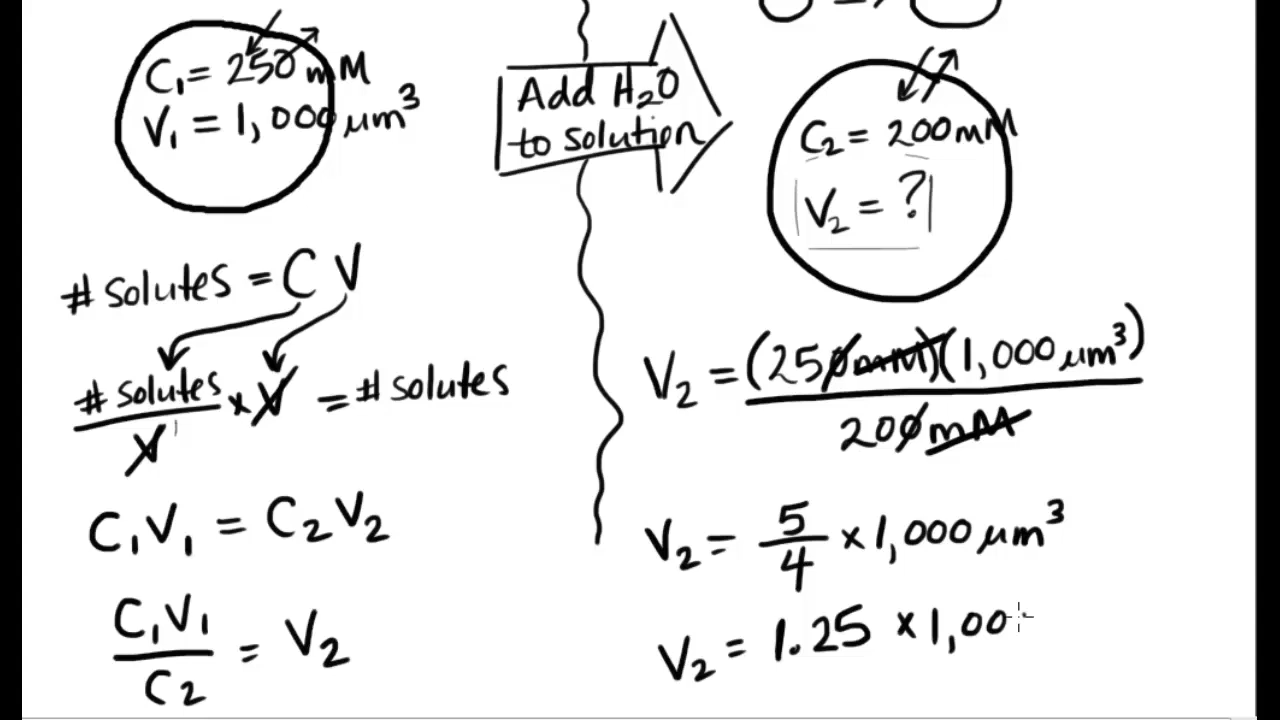 C₁ = 250 mM
V₁ = 1,000 µm³
Add H₂O
to solution
C₂ = 200 mM
V₂ = ?
# solutes = C V
# solutes / V × V = # solutes
C₁V₁ = C₂V₂
C₁V₁ / C₂ = V₂
V₂ = (250 mM)(1,000 µm³) / 200 mM
V₂ = 5/4 × 1,000 µm³
V₂ = 1.25 × 1,00